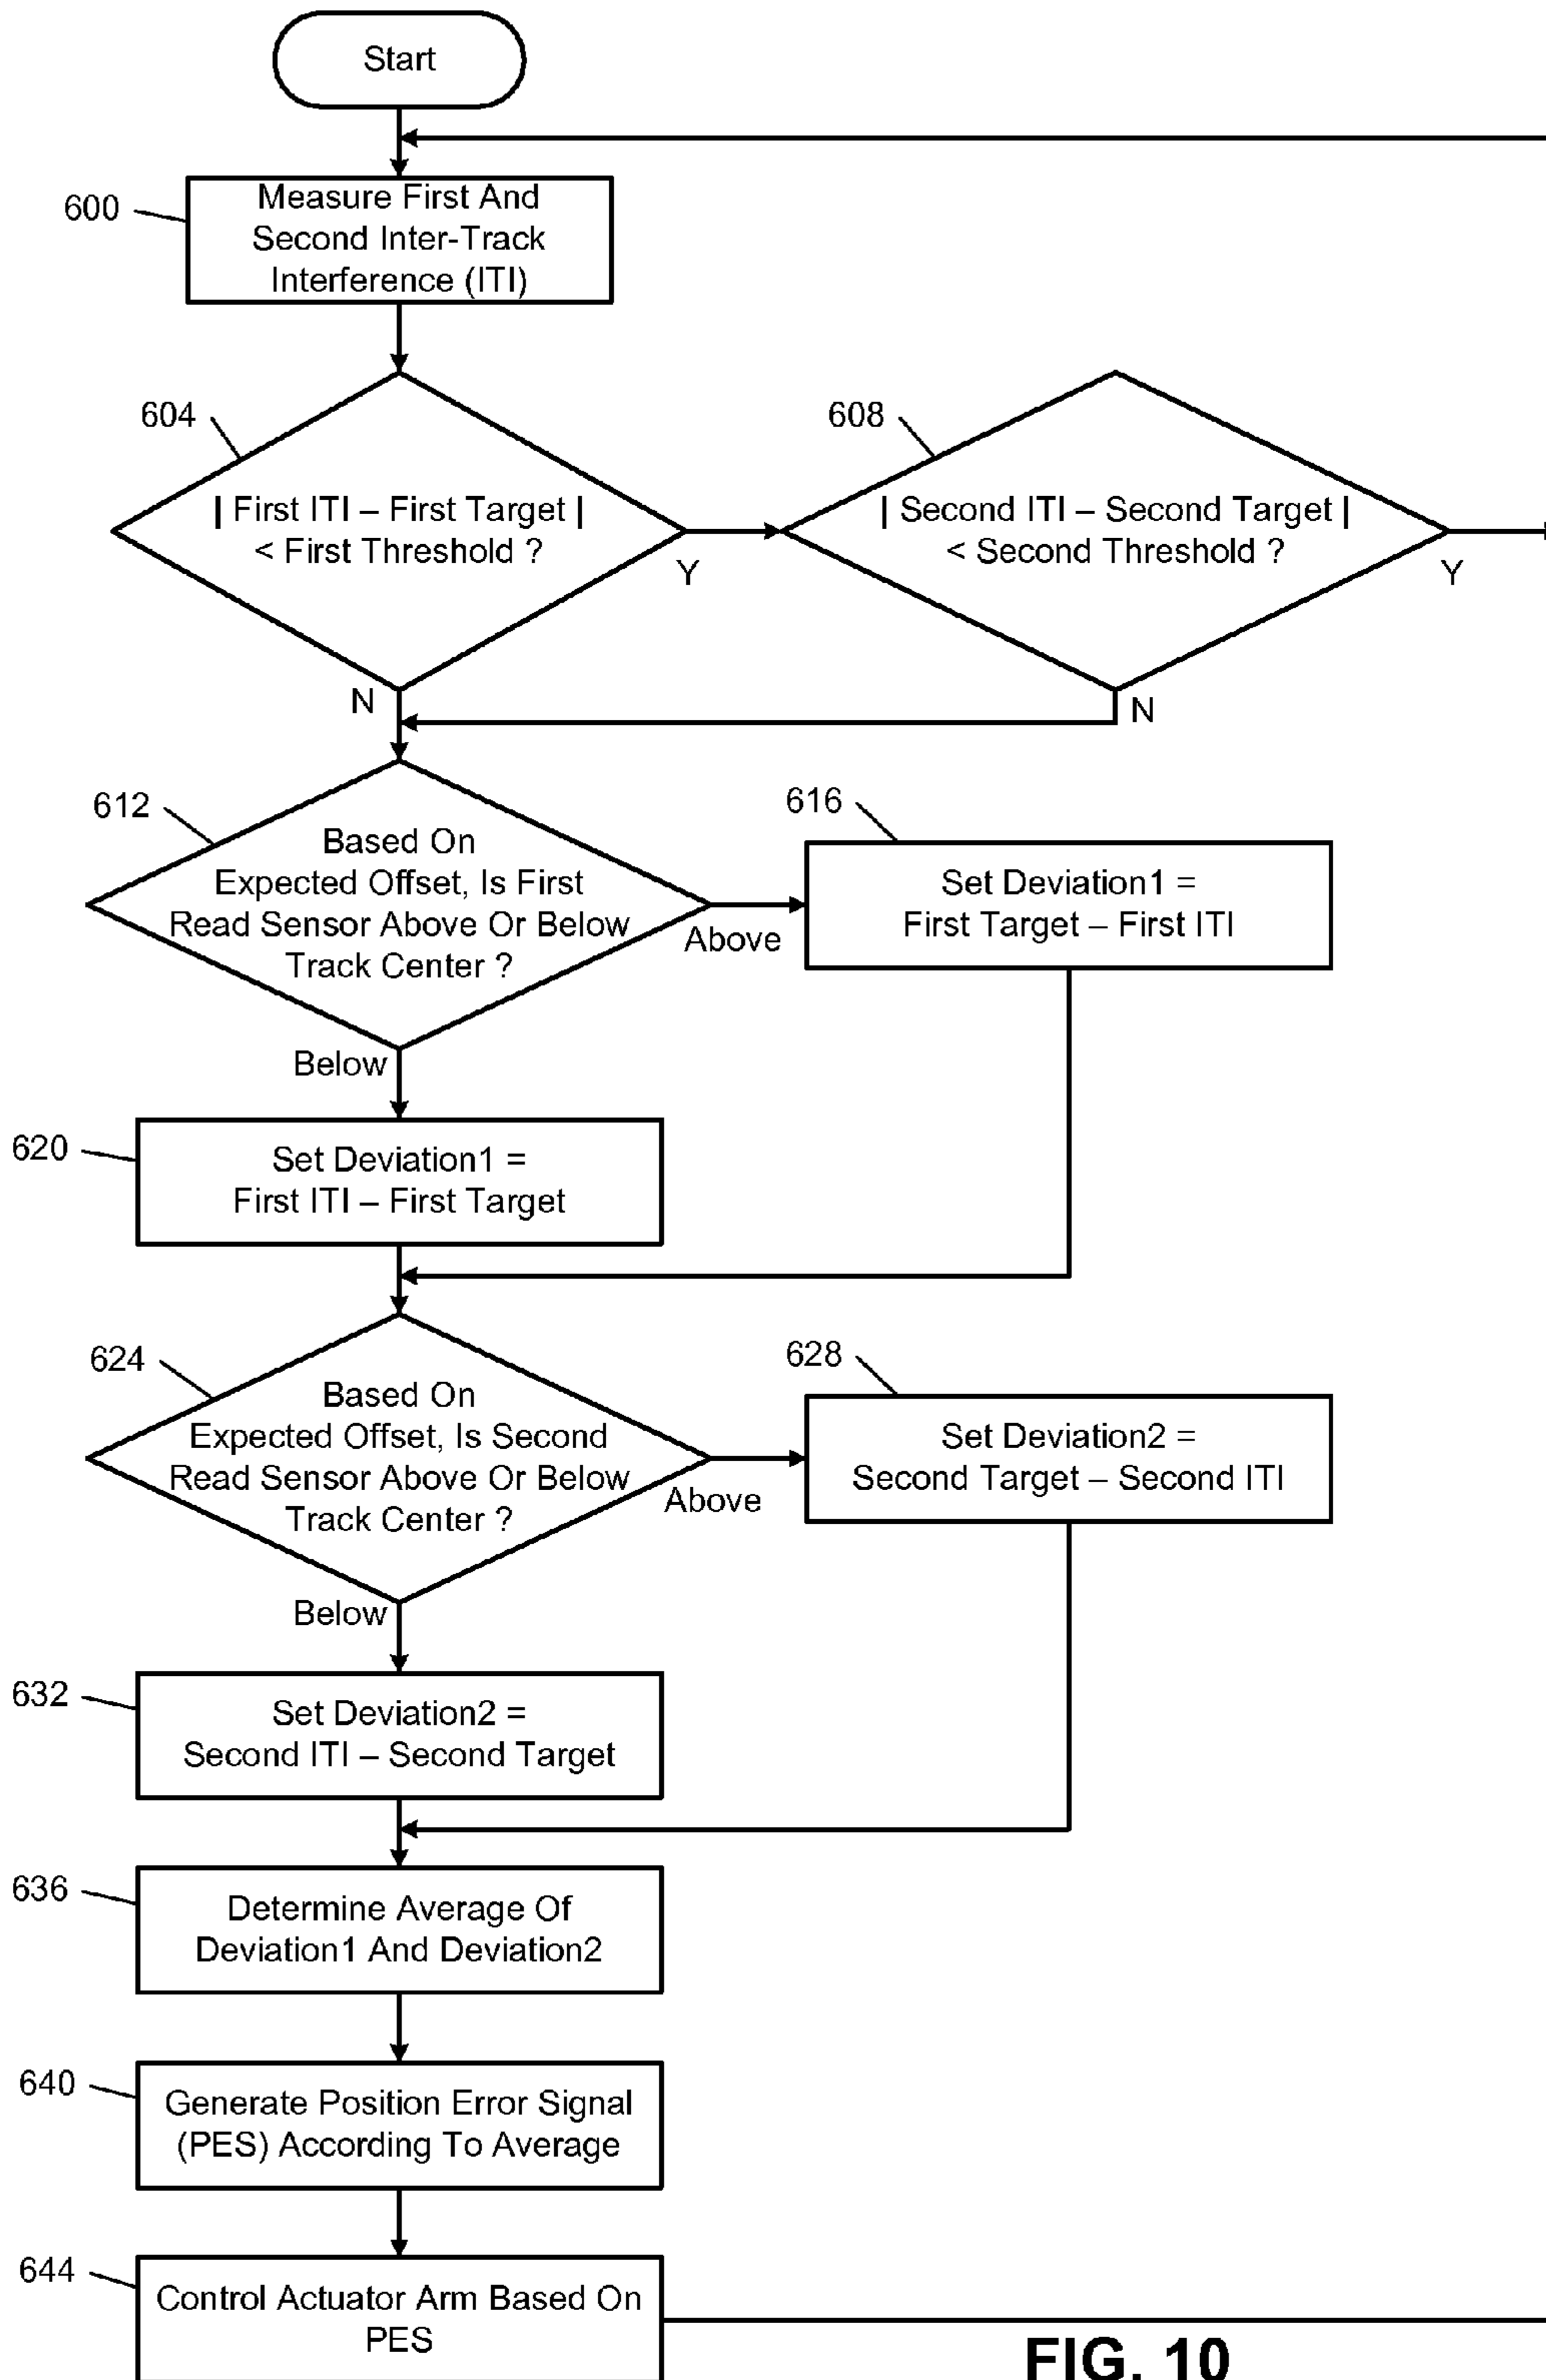 Start
600
Measure First And
Second Inter-Track
Interference (ITI)
604
| First ITI – First Target |
< First Threshold ?
Y
N
608
| Second ITI – Second Target |
< Second Threshold ?
Y
N
612
Based On
Expected Offset, Is First
Read Sensor Above Or Below
Track Center ?
Above
Below
616
Set Deviation1 =
First Target – First ITI
620
Set Deviation1 =
First ITI – First Target
624
Based On
Expected Offset, Is Second
Read Sensor Above Or Below
Track Center ?
Above
Below
628
Set Deviation2 =
Second Target – Second ITI
632
Set Deviation2 =
Second ITI – Second Target
636
Determine Average Of
Deviation1 And Deviation2
640
Generate Position Error Signal
(PES) According To Average
644
Control Actuator Arm Based On
PES
FIG. 10